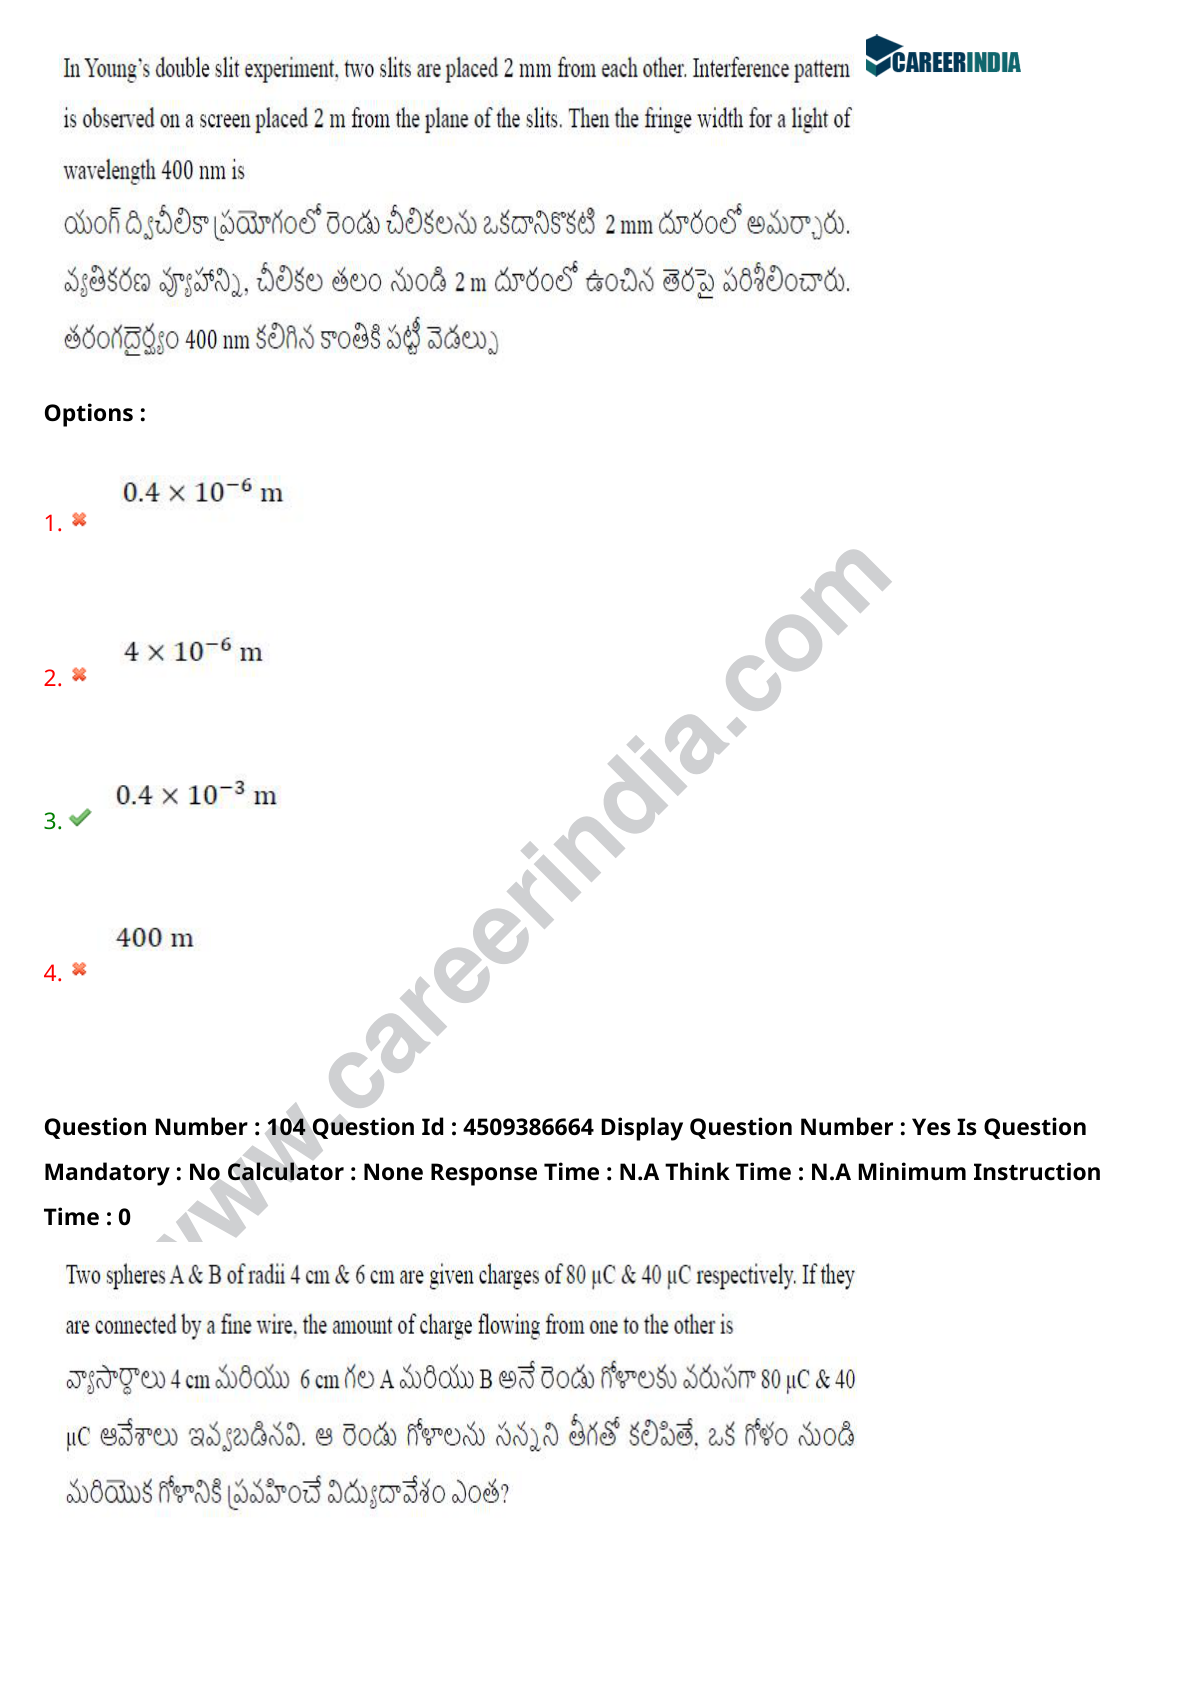 CAREERINDIA
In Young's double slit experiment, two slits are placed 2 mm from each other. Interference pattern
is observed on a screen placed 2 m from the plane of the slits. Then the fringe width for a light of
wavelength 400 nm is
యంగ్ ద్విచీలికా ప్రయోగంలో రెండు చీలికలను ఒకదానికొకటి 2 mm దూరంలో అమర్చారు.
వ్యతికరణ వ్యూహాన్ని, చీలికల తలం నుండి 2 m దూరంలో ఉంచిన తెరపై పరిశీలించారు.
తరంగదైర్ఘ్యం 400 nm కలిగిన కాంతికి పట్టీ వెడల్పు
Options :
1. 0.4 × 10⁻⁶ m
2. 4 × 10⁻⁶ m
3. 0.4 × 10⁻³ m
4. 400 m
www.careerindia.com
Question Number : 104 Question Id : 4509386664 Display Question Number : Yes Is Question
Mandatory : No Calculator : None Response Time : N.A Think Time : N.A Minimum Instruction
Time : 0
Two spheres A & B of radii 4 cm & 6 cm are given charges of 80 μC & 40 μC respectively. If they
are connected by a fine wire, the amount of charge flowing from one to the other is
వ్యాసార్థాలు 4 cm మరియు 6 cm గల A మరియు B అనే రెండు గోళాలకు వరుసగా 80 μC & 40
μC ఆవేశాలు ఇవ్వబడినవి. ఆ రెండు గోళాలను సన్నని తీగతో కలిపితే, ఒక గోళం నుండి
మరియొక గోళానికి ప్రవహించే విద్యుదావేశం ఎంత?